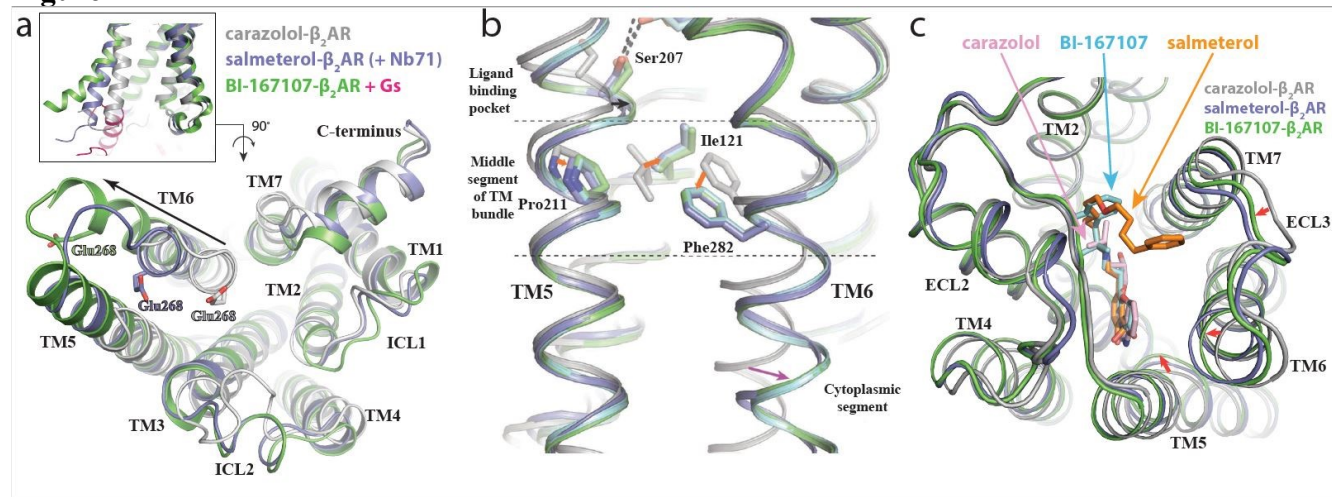 a
carazolol-β₂AR
salmeterol-β₂AR (+ Nb71)
BI-167107-β₂AR + Gs
90°
C-terminus
TM7
TM6
Glu268
Glu268
Glu268
TM1
TM2
TM5
ICL1
TM3
TM4
ICL2
b
Ser207
Ligand
binding
pocket
Ile121
Middle
segment
of TM
bundle
Pro211
Phe282
TM5
TM6
Cytoplasmic
segment
c
carazolol
BI-167107
salmeterol
carazolol-β₂AR
salmeterol-β₂AR
BI-167107-β₂AR
TM2
TM7
ECL3
ECL2
TM4
TM6
TM5